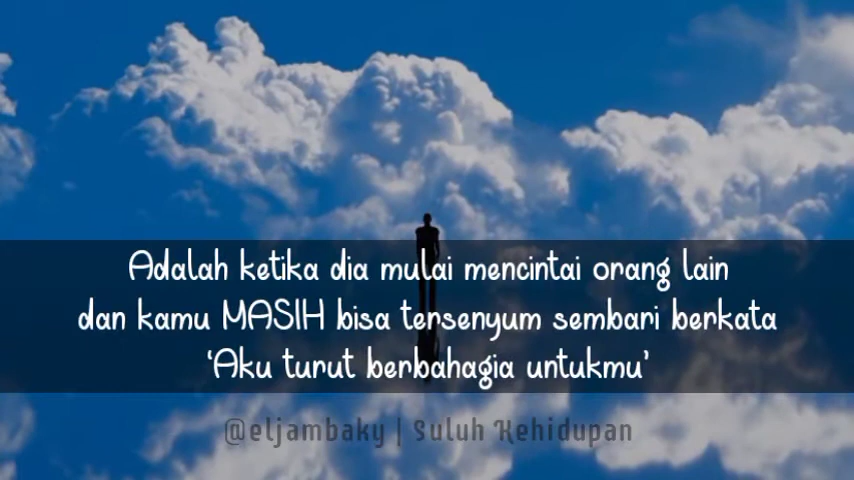 Adalah ketika dia mulai mencintai orang lain
dan kamu MASIH bisa tersenyum sembari berkata
‘Aku turut berbahagia untukmu’
@eljambaky | Suluh Kehidupan